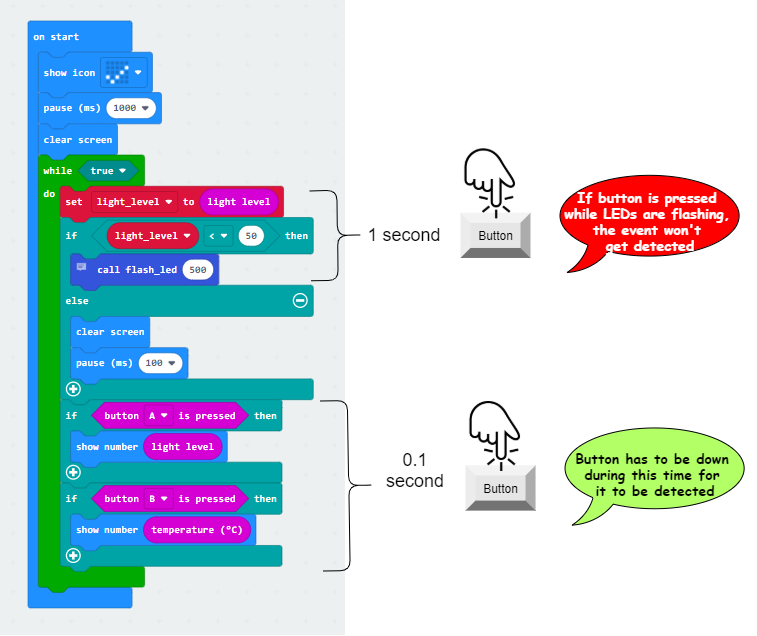 on start
show icon
pause (ms) 1000
clear screen
while true
do
set light_level to light level
if light_level < 50 then
call flash_led 500
else
clear screen
pause (ms) 100
if button A is pressed then
show number light level
if button B is pressed then
show number temperature (°C)
1 second
Button
If button is pressed
while LEDs are flashing,
the event won't
get detected
0.1
second
Button
Button has to be down
during this time for
it to be detected